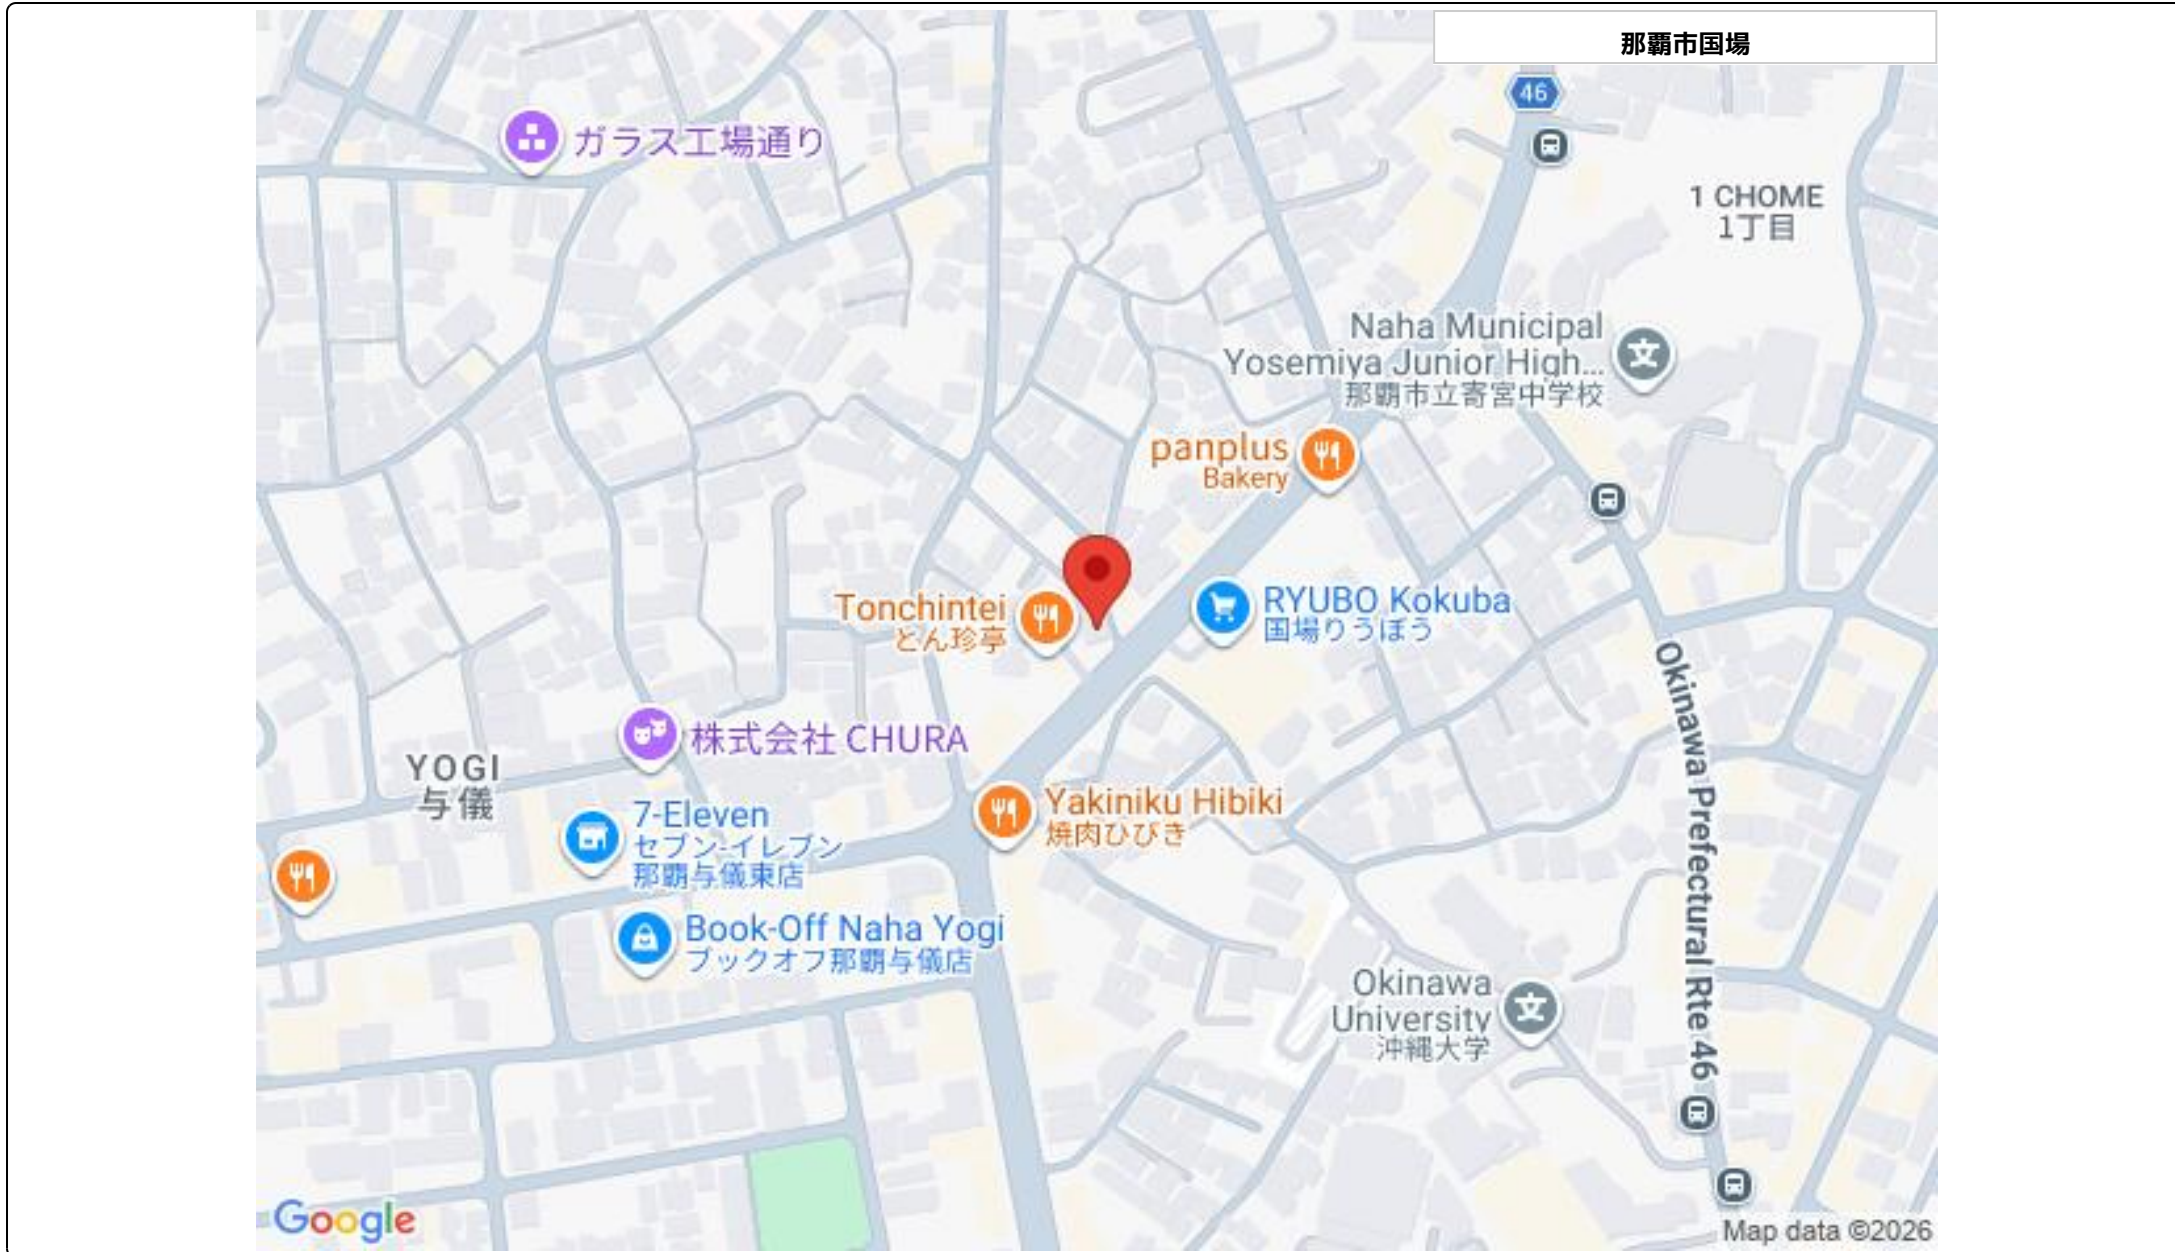 那覇市国場
46
ガラス工場通り
1 CHOME
1丁目
Naha Municipal
Yosemiya Junior High...
那覇市立寄宮中学校
panplus
Bakery
Tonchintei
とん珍亭
RYUBO Kokuba
国場りうぼう
Okinawa Prefectural Rte 46
株式会社 CHURA
YOGI
与儀
7-Eleven
セブン-イレブン
那覇与儀東店
Yakiniku Hibiki
焼肉ひびき
Book-Off Naha Yogi
ブックオフ那覇与儀店
Okinawa
University
沖縄大学
Google
Map data ©2026